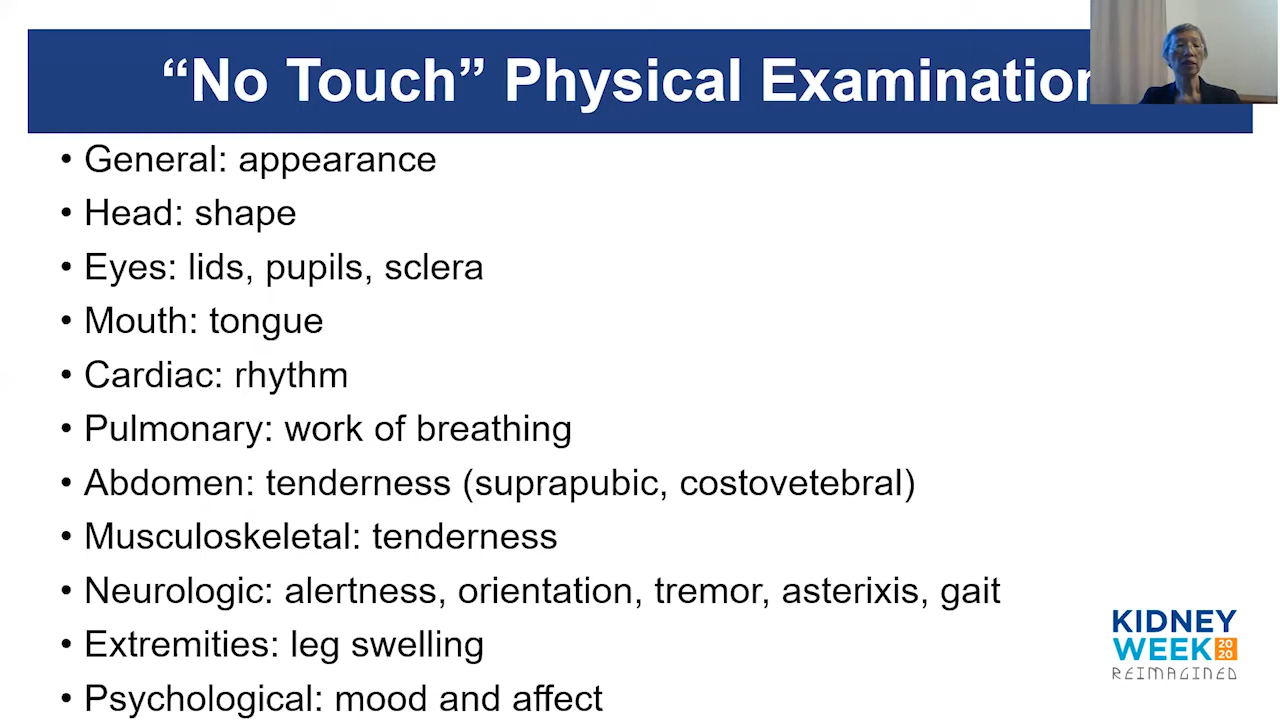 “No Touch” Physical Examination
• General: appearance
• Head: shape
• Eyes: lids, pupils, sclera
• Mouth: tongue
• Cardiac: rhythm
• Pulmonary: work of breathing
• Abdomen: tenderness (suprapubic, costovetebral)
• Musculoskeletal: tenderness
• Neurologic: alertness, orientation, tremor, asterixis, gait
• Extremities: leg swelling
• Psychological: mood and affect
KIDNEY
WEEK 20 20
REIMAGINED